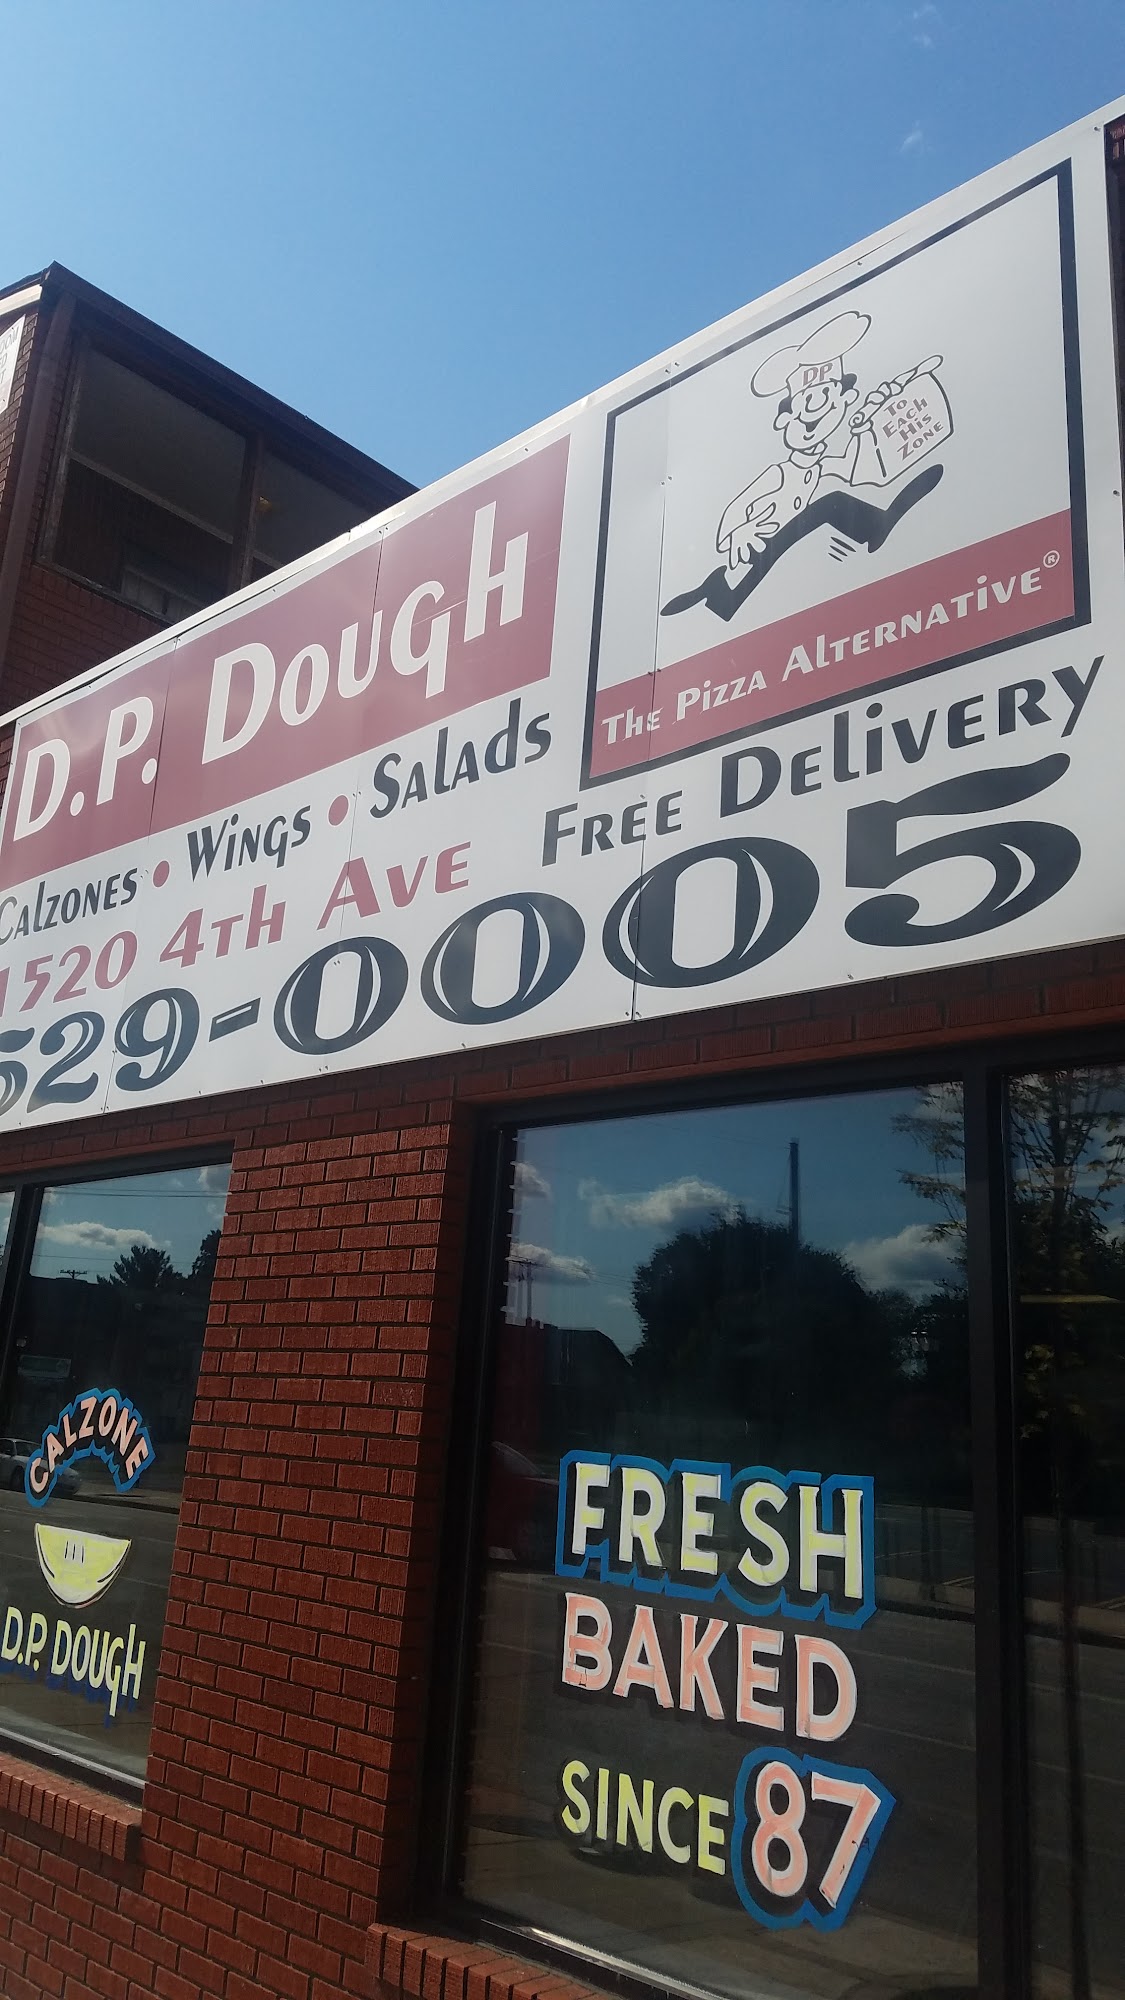 D.P. Dough
Calzones • Wings • Salads
1520 4th Ave
529-0005
DP
To
Each
His
Zone
The Pizza Alternative®
Free Delivery
CALZONE
D.P. DOUGH
FRESH
BAKED
SINCE 87